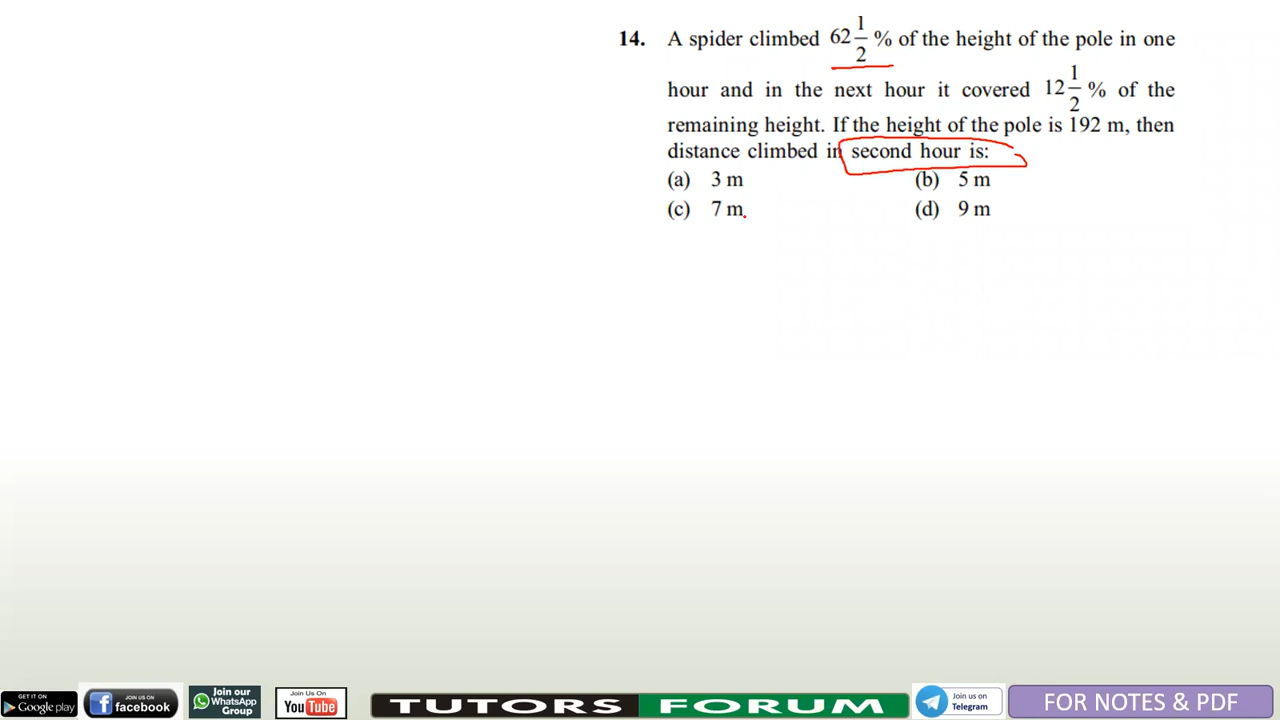 14. A spider climbed 62 1/2 % of the height of the pole in one
hour and in the next hour it covered 12 1/2 % of the
remaining height. If the height of the pole is 192 m, then
distance climbed in second hour is:
(a) 3 m (b) 5 m
(c) 7 m (d) 9 m
GET IT ON
Google play
JOIN US ON
facebook
Join our
WhatsApp
Group
Join Us On
YouTube
TUTORS FORUM
Join us on
Telegram
FOR NOTES & PDF